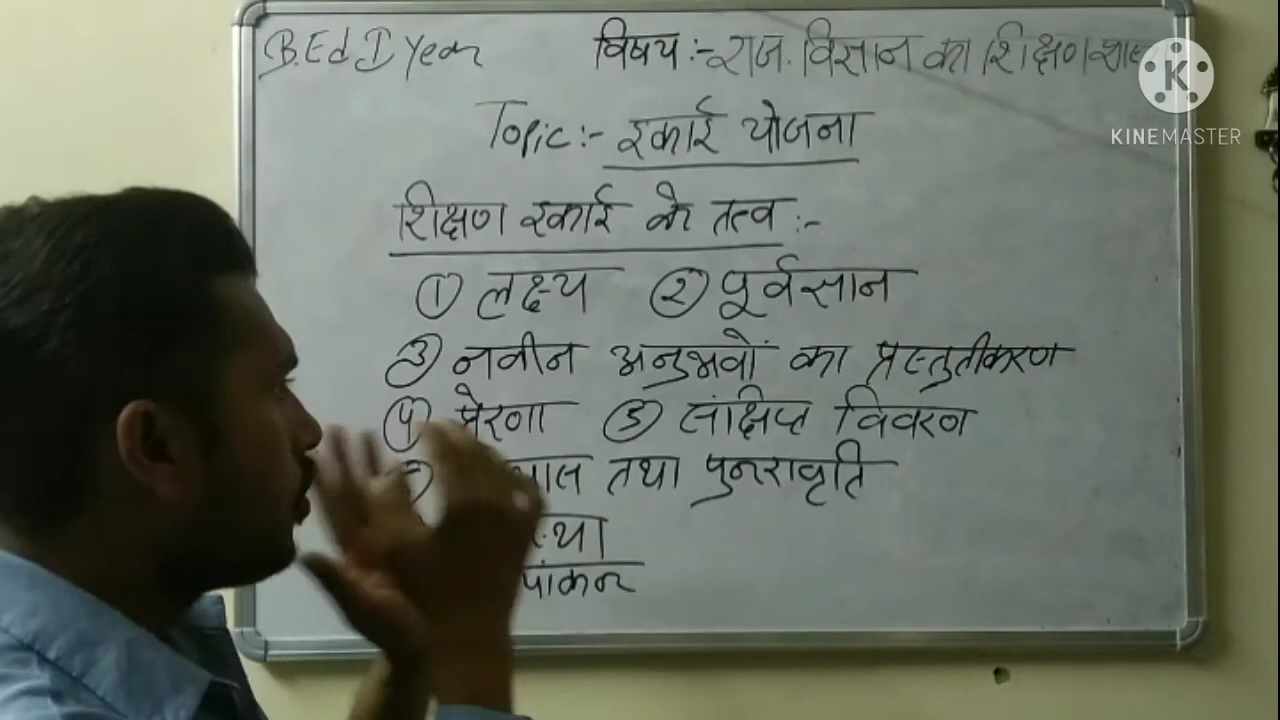 B.Ed I Year विषय :- राज. विज्ञान का शिक्षण-शा
KINEMASTER
Topic:- इकाई योजना
शिक्षण इकाई के तत्व :-
① लक्ष्य ② पूर्वज्ञान
③ नवीन अनुभवों का प्रस्तुतीकरण
④ प्रेरणा ⑤ संक्षिप्त विवरण
तथा पुनरावृति